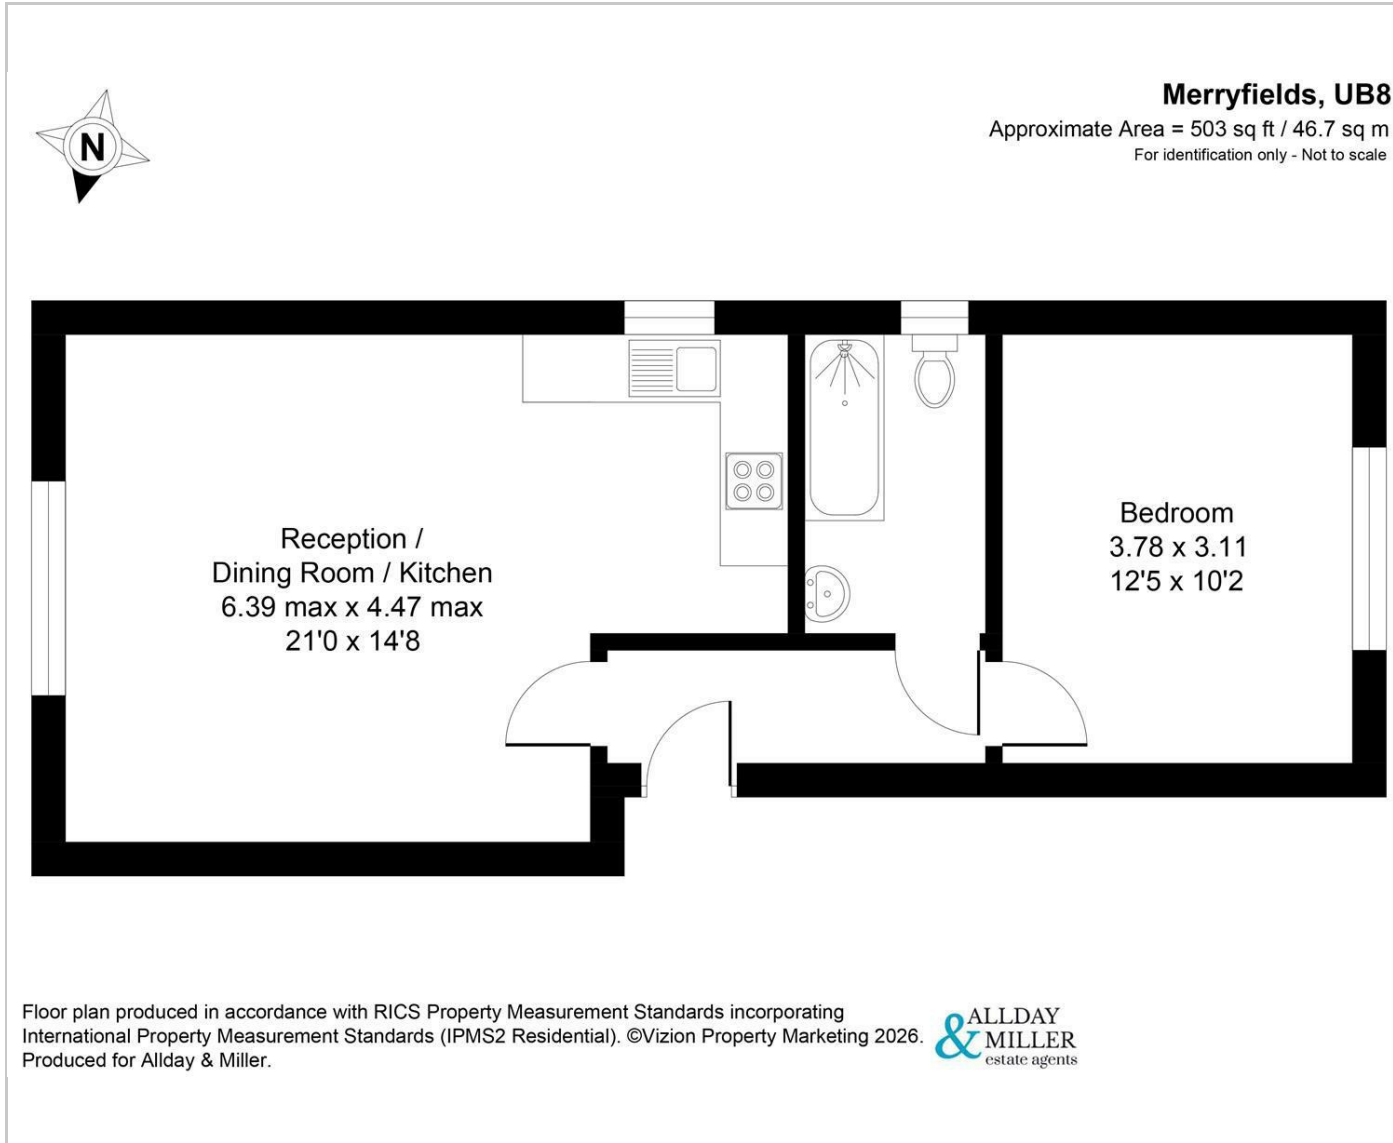 Merryfields, UB8
Approximate Area = 503 sq ft / 46.7 sq m
For identification only - Not to scale
N
Reception /
Dining Room / Kitchen
6.39 max x 4.47 max
21'0 x 14'8
Bedroom
3.78 x 3.11
12'5 x 10'2
Floor plan produced in accordance with RICS Property Measurement Standards incorporating
International Property Measurement Standards (IPMS2 Residential). ©Vizion Property Marketing 2026.
Produced for Allday & Miller.
ALLDAY
& MILLER
estate agents